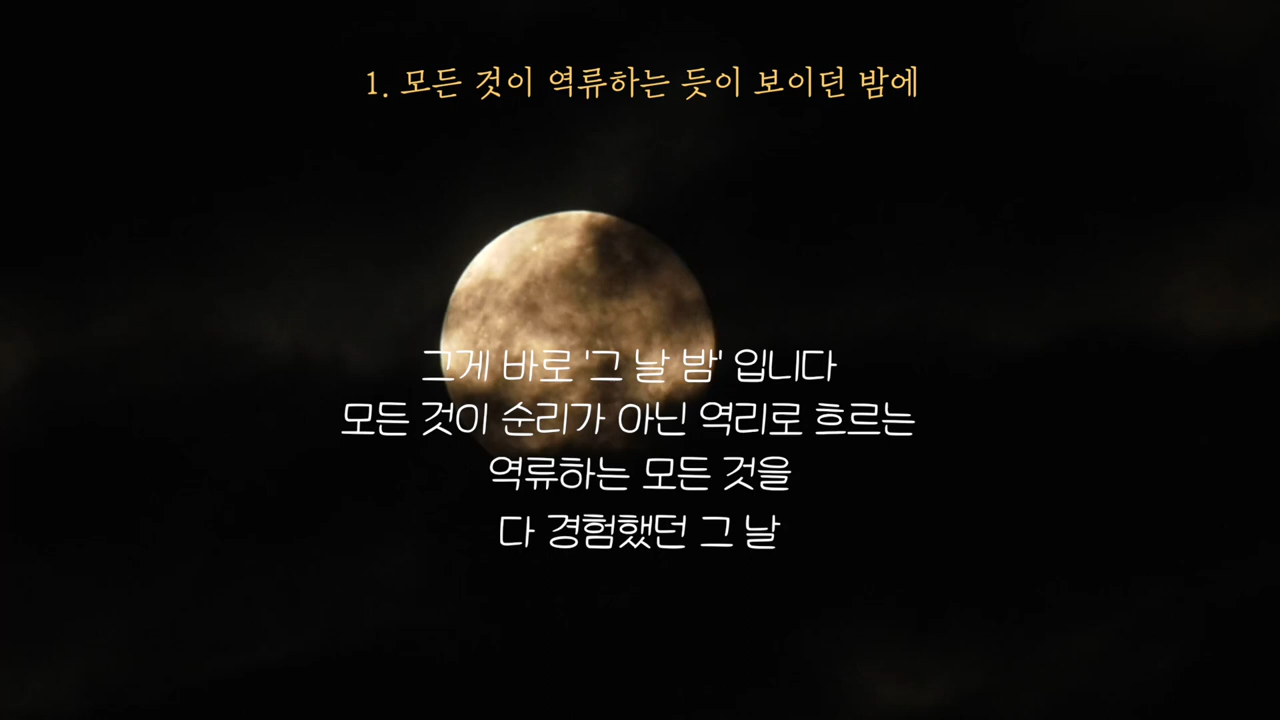 1. 모든 것이 역류하는 듯이 보이던 밤에
그게 바로 '그 날 밤' 입니다
모든 것이 순리가 아닌 역리로 흐르는
역류하는 모든 것을
다 경험했던 그 날